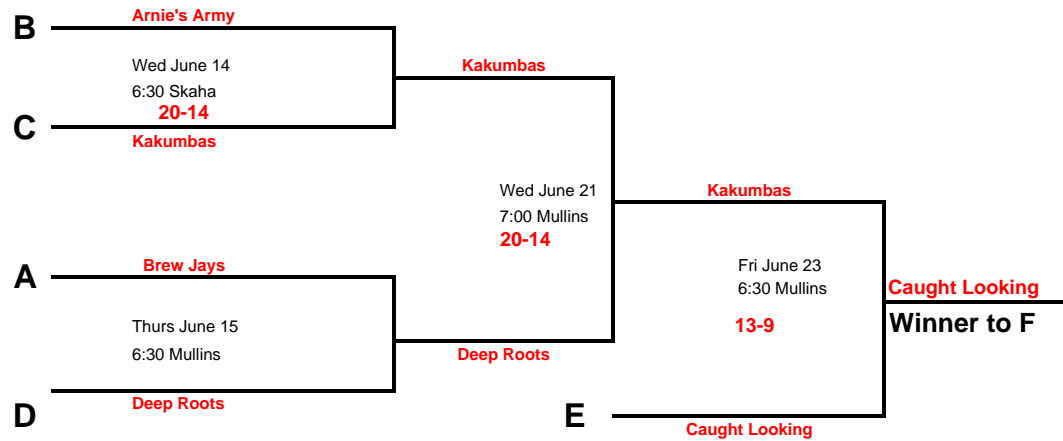 B
Arnie's Army
Wed June 14
6:30 Skaha
20-14
C
Kakumbas
Kakumbas
Wed June 21
7:00 Mullins
20-14
Kakumbas
A
Brew Jays
Thurs June 15
6:30 Mullins
D
Deep Roots
Deep Roots
Fri June 23
6:30 Mullins
13-9
E
Caught Looking
Caught Looking
Winner to F